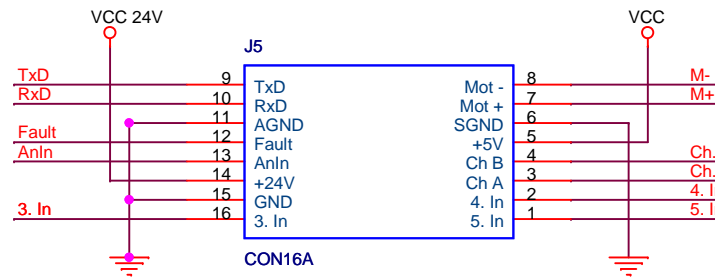 VCC 24V VCC
J5
TxD 9 TxD Mot - 8 M-
RxD 10 RxD Mot + 7 M+
11 AGND SGND 6
Fault 12 Fault +5V 5
AnIn 13 AnIn Ch B 4 Ch.
14 +24V Ch A 3 Ch.
15 GND 4. In 2 4. I
3. In 16 3. In 5. In 1 5. I
CON16A